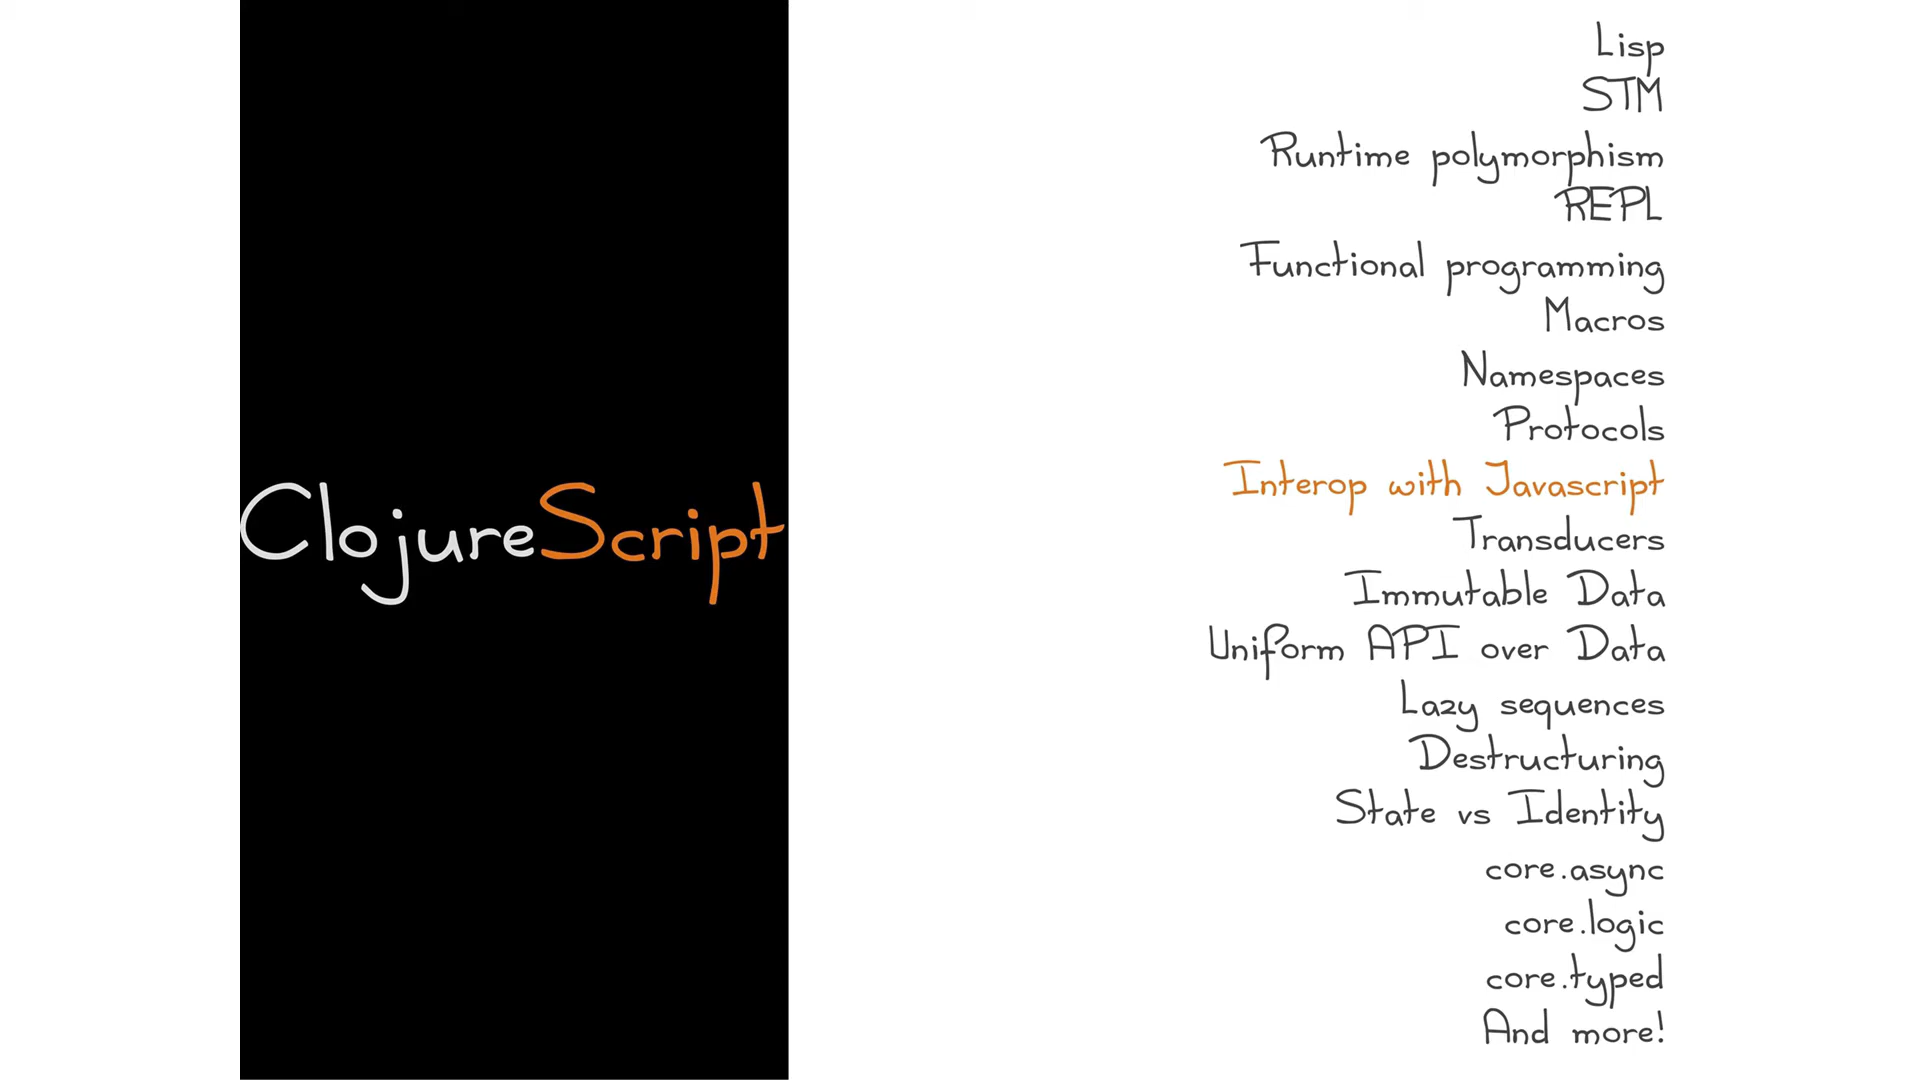 ClojureScript
Lisp
STM
Runtime polymorphism
REPL
Functional programming
Macros
Namespaces
Protocols
Interop with Javascript
Transducers
Immutable Data
Uniform API over Data
Lazy sequences
Destructuring
State vs Identity
core.async
core.logic
core.typed
And more!